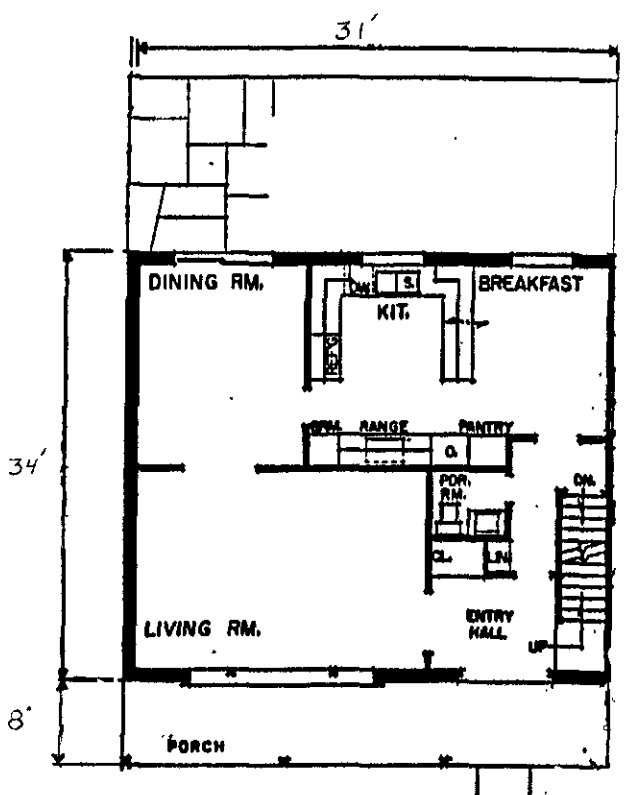 31'
DINING RM.
D.W. S. BREAKFAST
KIT.
REF'G
BRM. RANGE PANTRY
O.
34'
PDR. RM.
DN.
CL. LIN.
LIVING RM.
ENTRY HALL
UP
8'
PORCH